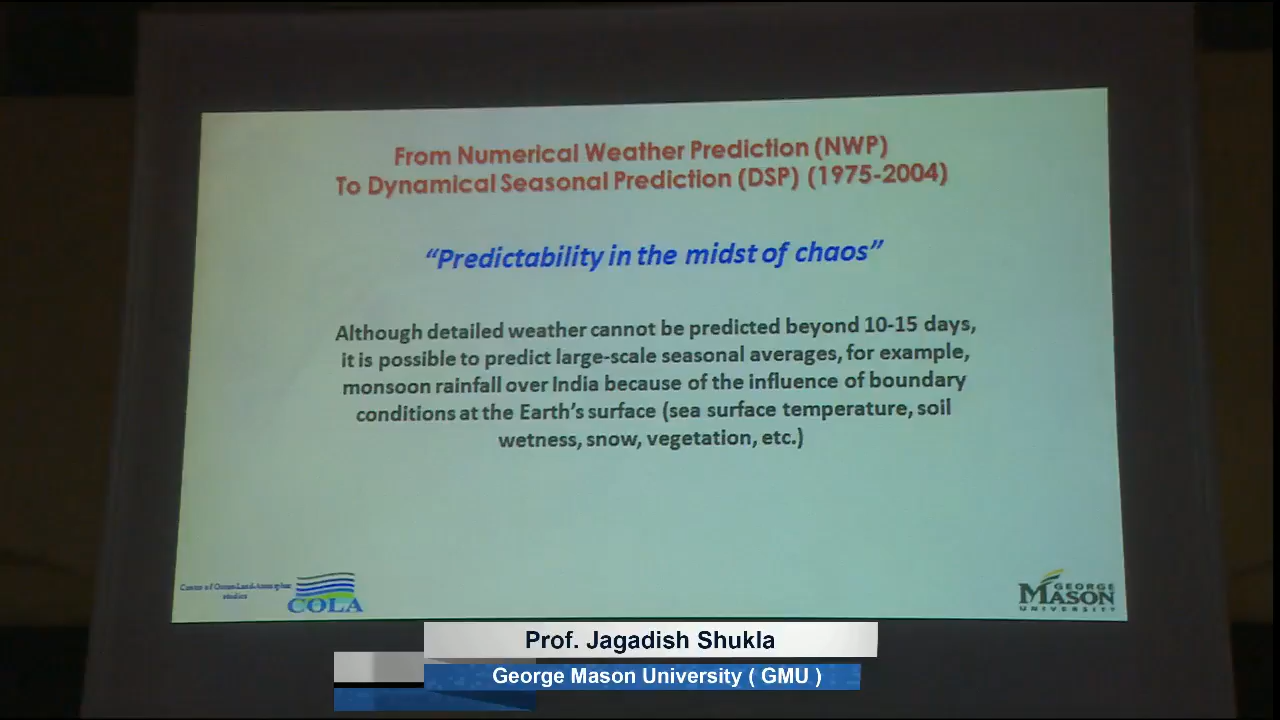 From Numerical Weather Prediction (NWP)
To Dynamical Seasonal Prediction (DSP) (1975-2004)
“Predictability in the midst of chaos”
Although detailed weather cannot be predicted beyond 10-15 days,
it is possible to predict large-scale seasonal averages, for example,
monsoon rainfall over India because of the influence of boundary
conditions at the Earth’s surface (sea surface temperature, soil
wetness, snow, vegetation, etc.)
studies
COLA
GEORGE
MASON
UNIVERSITY
Prof. Jagadish Shukla
George Mason University ( GMU )